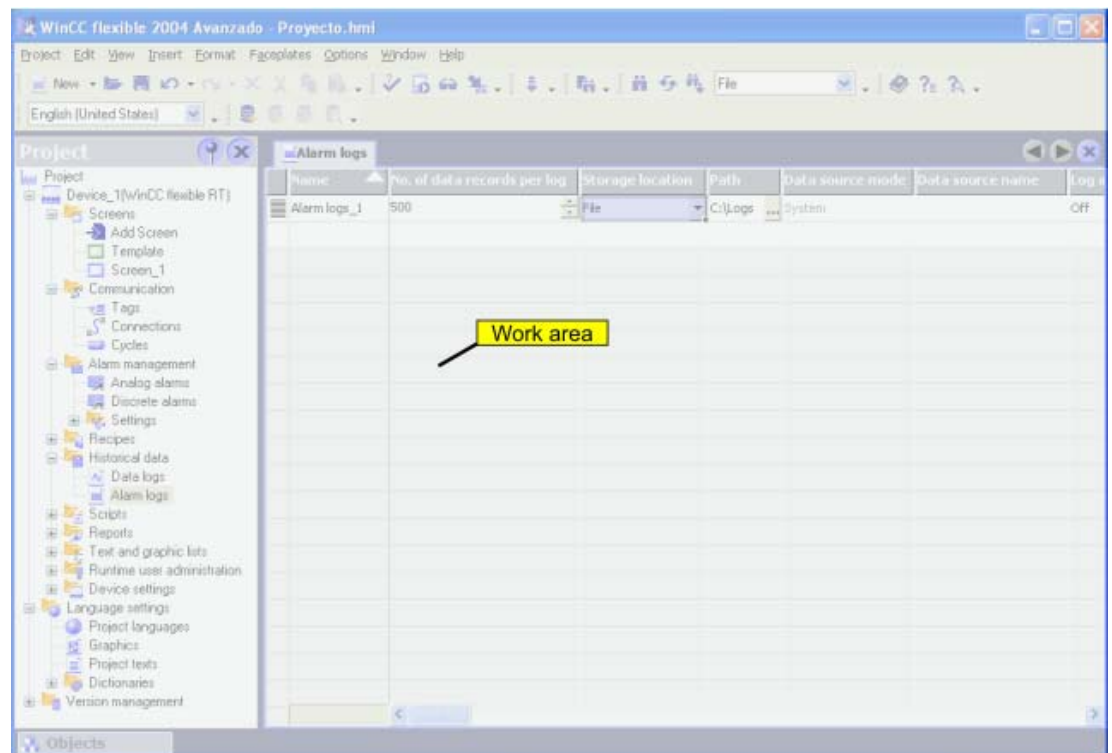 WinCC flexible 2004 Avanzado - Proyecto.hmi
Project Edit View Insert Format Faceplates Options Window Help
New File
English (United States)
Project
Alarm logs
Project
Device_1(WinCC flexible RT)
Screens
Add Screen
Template
Screen_1
Communication
Tags
Connections
Cycles
Alarm management
Analog alarms
Discrete alarms
Settings
Recipes
Historical data
Data logs
Alarm logs
Scripts
Reports
Text and graphic lists
Runtime user administration
Device settings
Language settings
Project languages
Graphics
Project texts
Dictionaries
Version management
Name No. of data records per log Storage location Path Data source mode Data source name Log
Alarm logs_1 500 File C:\Logs ... System Off
Work area
Objects